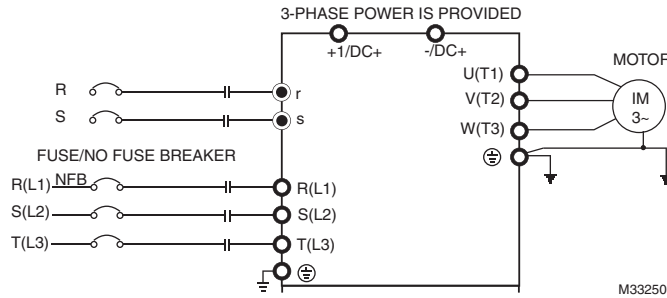 3-PHASE POWER IS PROVIDED
+1/DC+
-/DC+
U(T1)
MOTOR
R
r
V(T2)
IM
3~
S
s
W(T3)
FUSE/NO FUSE BREAKER
R(L1)
NFB
R(L1)
S(L2)
S(L2)
T(L3)
T(L3)
M33250